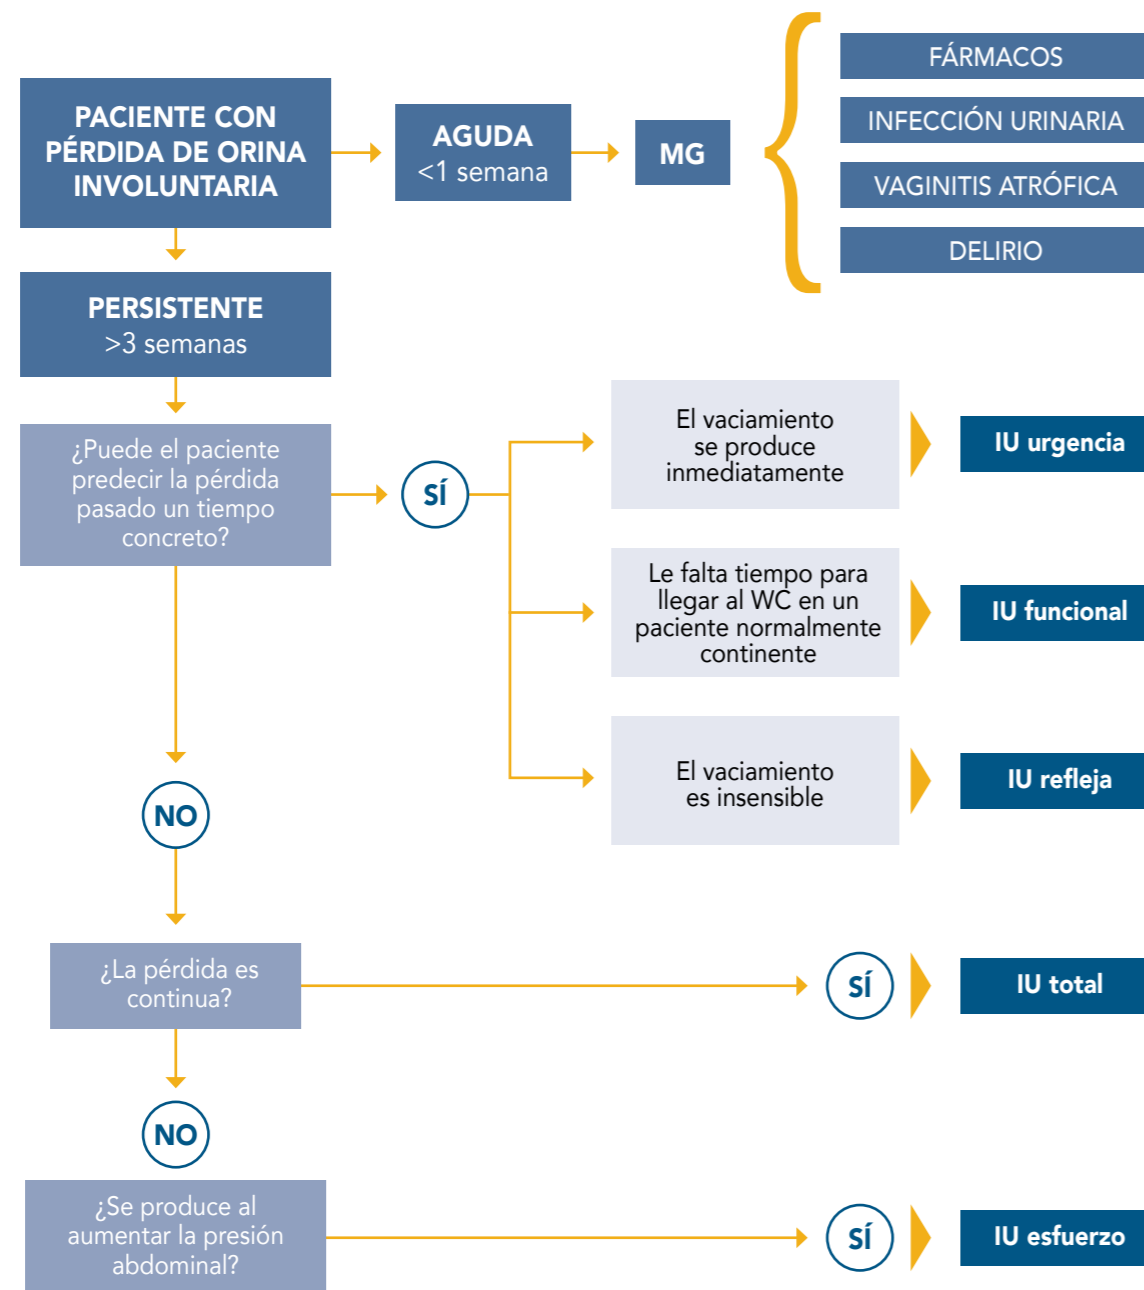 PACIENTE CON
PÉRDIDA DE ORINA
INVOLUNTARIA
AGUDA
<1 semana
MG
FÁRMACOS
INFECCIÓN URINARIA
VAGINITIS ATRÓFICA
DELIRIO
PERSISTENTE
>3 semanas
¿Puede el paciente
predecir la pérdida
pasado un tiempo
concreto?
SÍ
El vaciamiento
se produce
inmediatamente
IU urgencia
Le falta tiempo para
llegar al WC en un
paciente normalmente
continente
IU funcional
El vaciamiento
es insensible
IU refleja
NO
¿La pérdida es
continua?
SÍ
IU total
NO
¿Se produce al
aumentar la presión
abdominal?
SÍ
IU esfuerzo